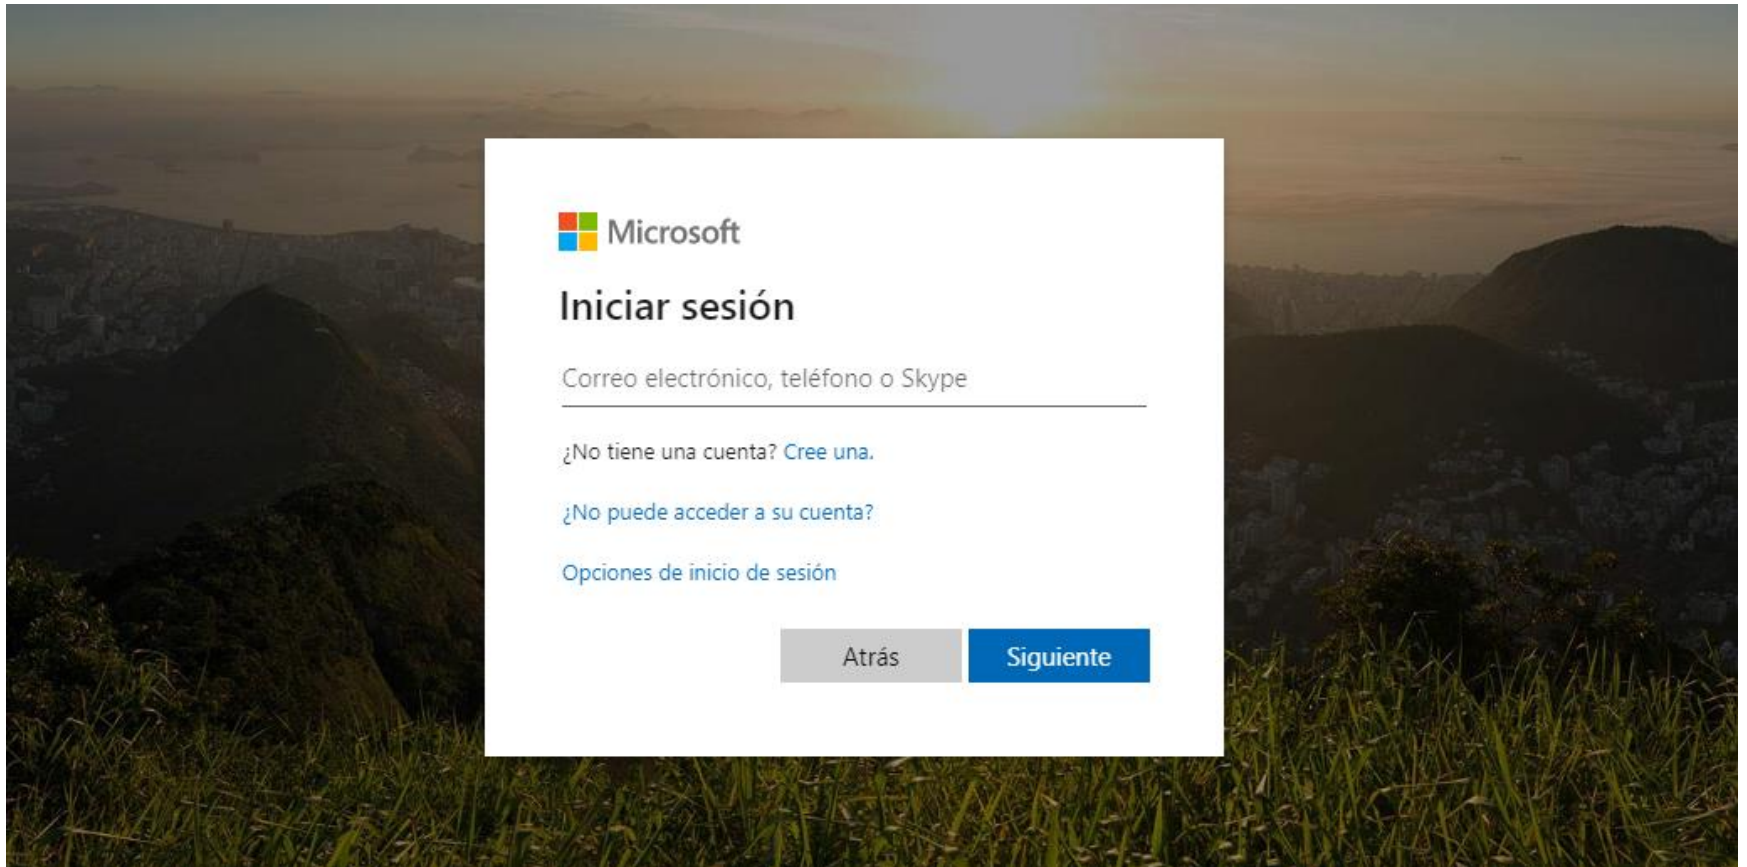 Microsoft
Iniciar sesión
Correo electrónico, teléfono o Skype
¿No tiene una cuenta? Cree una.
¿No puede acceder a su cuenta?
Opciones de inicio de sesión
Atrás Siguiente